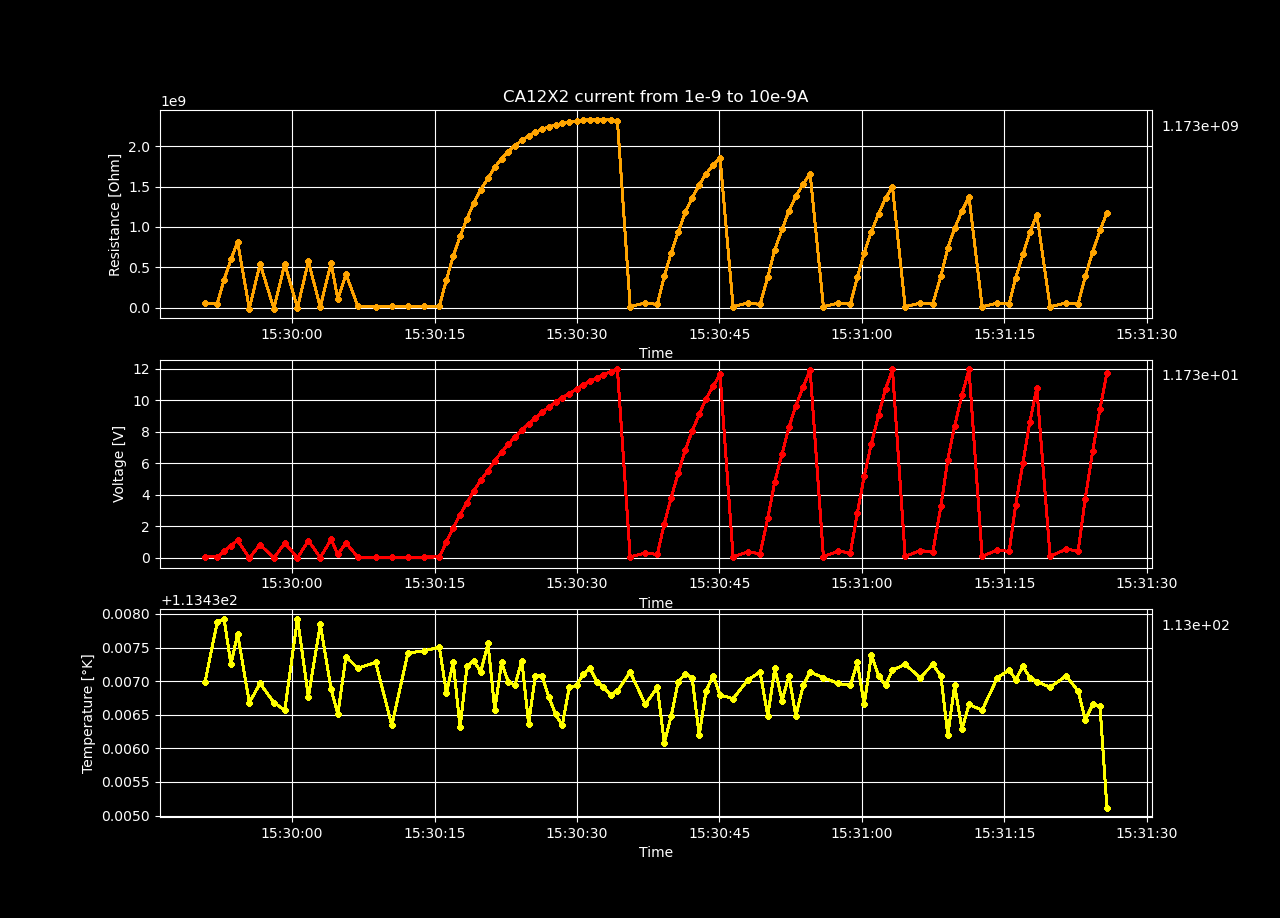 CA12X2 current from 1e-9 to 10e-9A
1e9
1.173e+09
2.0
1.5
1.0
0.5
0.0
Resistance [Ohm]
15:30:00 15:30:15 15:30:30 15:30:45 15:31:00 15:31:15 15:31:30
Time
1.173e+01
12
10
8
6
4
2
0
Voltage [V]
15:30:00 15:30:15 15:30:30 15:30:45 15:31:00 15:31:15 15:31:30
Time
+1.1343e2
1.13e+02
0.0080
0.0075
0.0070
0.0065
0.0060
0.0055
0.0050
Temperature [°K]
15:30:00 15:30:15 15:30:30 15:30:45 15:31:00 15:31:15 15:31:30
Time